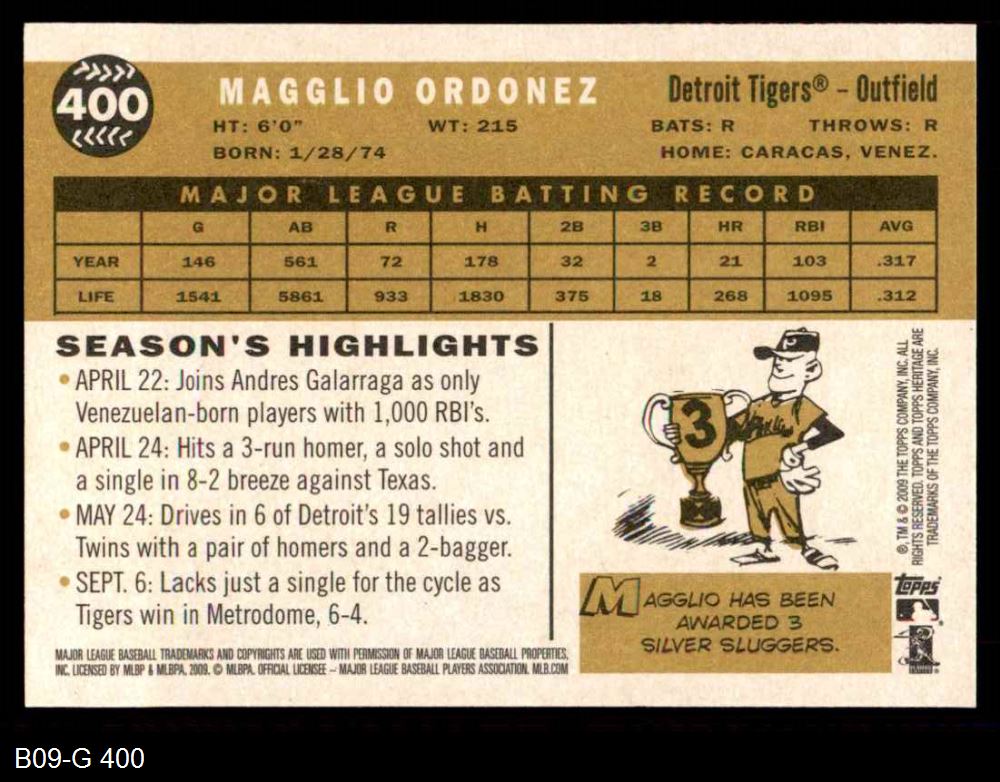 400
MAGGLIO ORDONEZ
Detroit Tigers® – Outfield
HT: 6'0" WT: 215 BATS: R THROWS: R
BORN: 1/28/74 HOME: CARACAS, VENEZ.
MAJOR LEAGUE BATTING RECORD
G AB R H 2B 3B HR RBI AVG
YEAR 146 561 72 178 32 2 21 103 .317
LIFE 1541 5861 933 1830 375 18 268 1095 .312
SEASON'S HIGHLIGHTS
• APRIL 22: Joins Andres Galarraga as only
Venezuelan-born players with 1,000 RBI's.
• APRIL 24: Hits a 3-run homer, a solo shot and
a single in 8-2 breeze against Texas.
• MAY 24: Drives in 6 of Detroit's 19 tallies vs.
Twins with a pair of homers and a 2-bagger.
• SEPT. 6: Lacks just a single for the cycle as
Tigers win in Metrodome, 6-4.
MAJOR LEAGUE BASEBALL TRADEMARKS AND COPYRIGHTS ARE USED WITH PERMISSION OF MAJOR LEAGUE BASEBALL PROPERTIES,
INC. LICENSED BY MLBP & MLBPA, 2009. © MLBPA. OFFICIAL LICENSEE – MAJOR LEAGUE BASEBALL PLAYERS ASSOCIATION. MLB.COM
3
MAGGLIO HAS BEEN
AWARDED 3
SILVER SLUGGERS.
®, TM & © 2009 THE TOPPS COMPANY, INC. ALL
RIGHTS RESERVED. TOPPS AND TOPPS HERITAGE ARE
TRADEMARKS OF THE TOPPS COMPANY, INC.
topps
B09-G 400